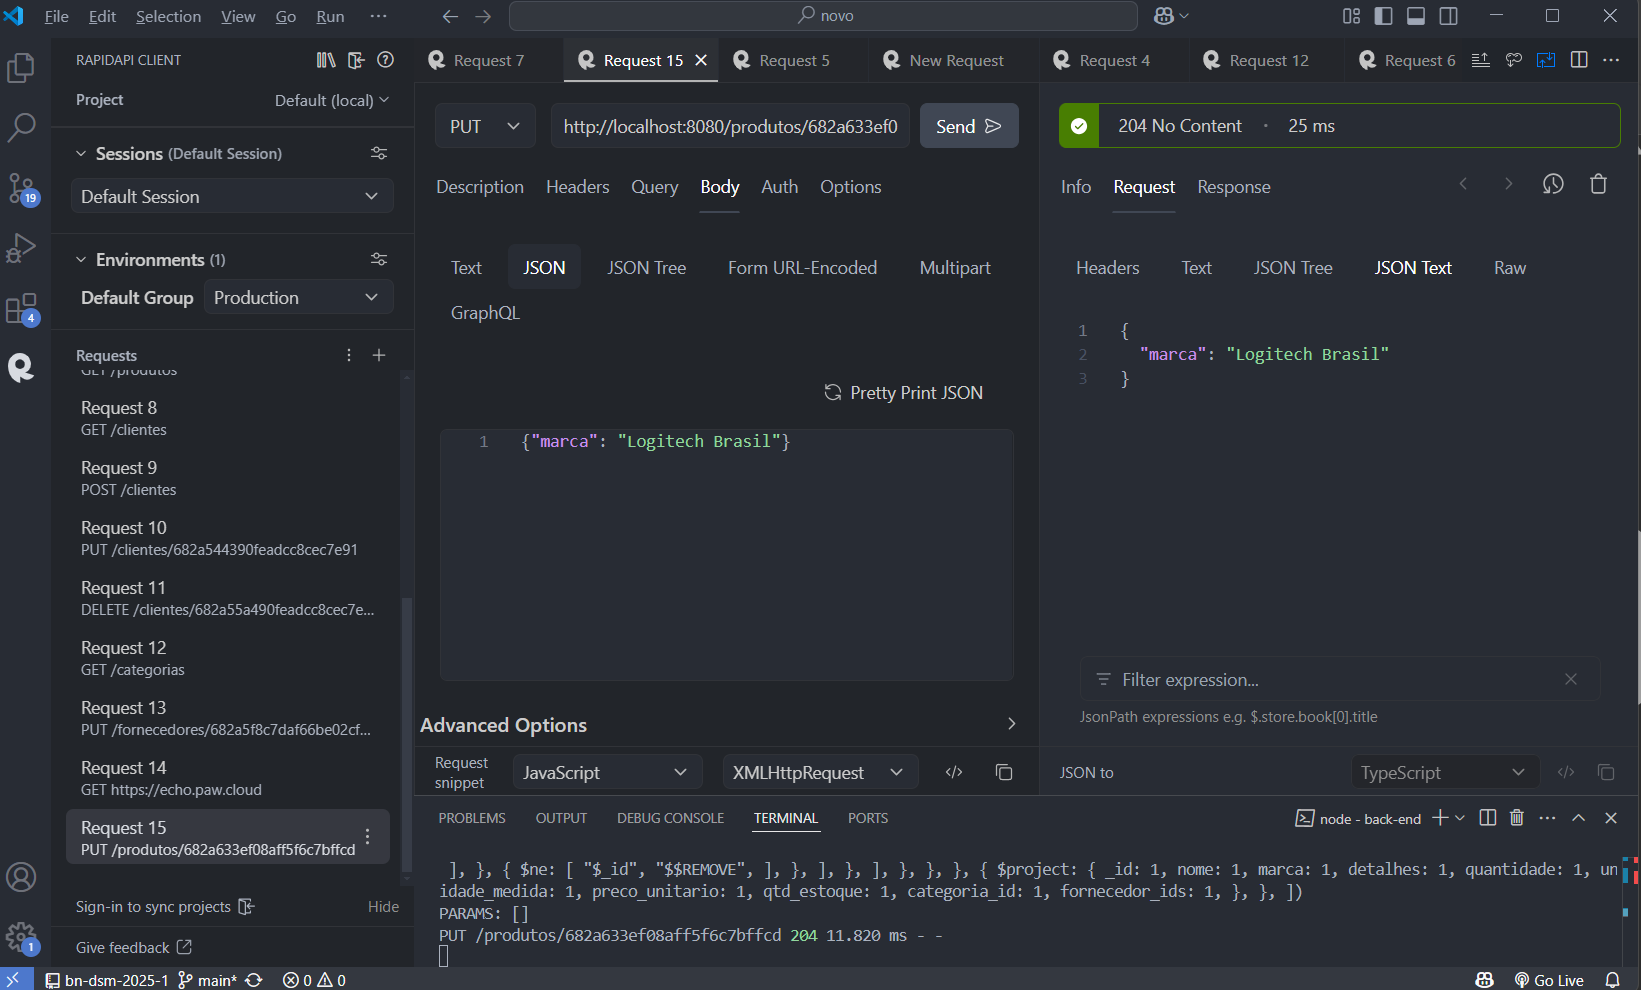 File Edit Selection View Go Run ···
novo
RAPIDAPI CLIENT
Project
Default (local)
Sessions (Default Session)
Default Session
Environments (1)
Default Group
Production
Requests
GET /produtos
Request 8
GET /clientes
Request 9
POST /clientes
Request 10
PUT /clientes/682a544390feadcc8cec7e91
Request 11
DELETE /clientes/682a55a490feadcc8cec7e...
Request 12
GET /categorias
Request 13
PUT /fornecedores/682a5f8c7daf66be02cf...
Request 14
GET https://echo.paw.cloud
Request 15
PUT /produtos/682a633ef08aff5f6c7bffcd
Sign-in to sync projects
Hide
Give feedback
19
4
1
Request 7
Request 15
Request 5
New Request
Request 4
Request 12
Request 6
PUT
http://localhost:8080/produtos/682a633ef0
Send
Description Headers Query Body Auth Options
Text JSON JSON Tree Form URL-Encoded Multipart
GraphQL
Pretty Print JSON
1 {"marca": "Logitech Brasil"}
Advanced Options
Request snippet
JavaScript
XMLHttpRequest
204 No Content · 25 ms
Info Request Response
Headers Text JSON Tree JSON Text Raw
1 {
2 "marca": "Logitech Brasil"
3 }
Filter expression...
JsonPath expressions e.g. $.store.book[0].title
JSON to
TypeScript
PROBLEMS OUTPUT DEBUG CONSOLE TERMINAL PORTS
node - back-end
], }, { $ne: [ "$_id", "$$REMOVE", ], }, ], }, ], }, }, }, { $project: { _id: 1, nome: 1, marca: 1, detalhes: 1, quantidade: 1, un
idade_medida: 1, preco_unitario: 1, qtd_estoque: 1, categoria_id: 1, fornecedor_ids: 1, }, }, ])
PARAMS: []
PUT /produtos/682a633ef08aff5f6c7bffcd 204 11.820 ms - -
bn-dsm-2025-1 main* 0 0
Go Live